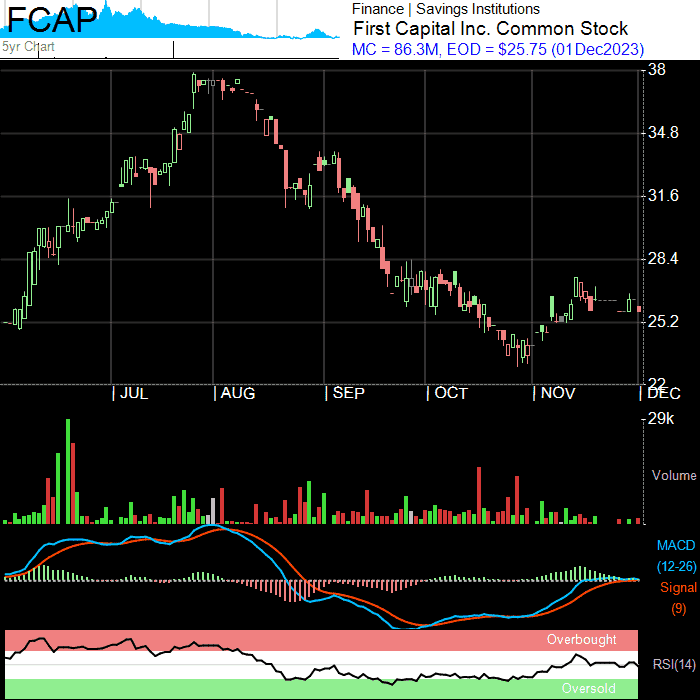 FCAP
5yr Chart
Finance | Savings Institutions
First Capital Inc. Common Stock
MC = 86.3M, EOD = $25.75 (01Dec2023)
38
34.8
31.6
28.4
25.2
22
JUL AUG SEP OCT NOV DEC
29k
Volume
MACD
(12-26)
Signal
(9)
Overbought
RSI(14)
Oversold